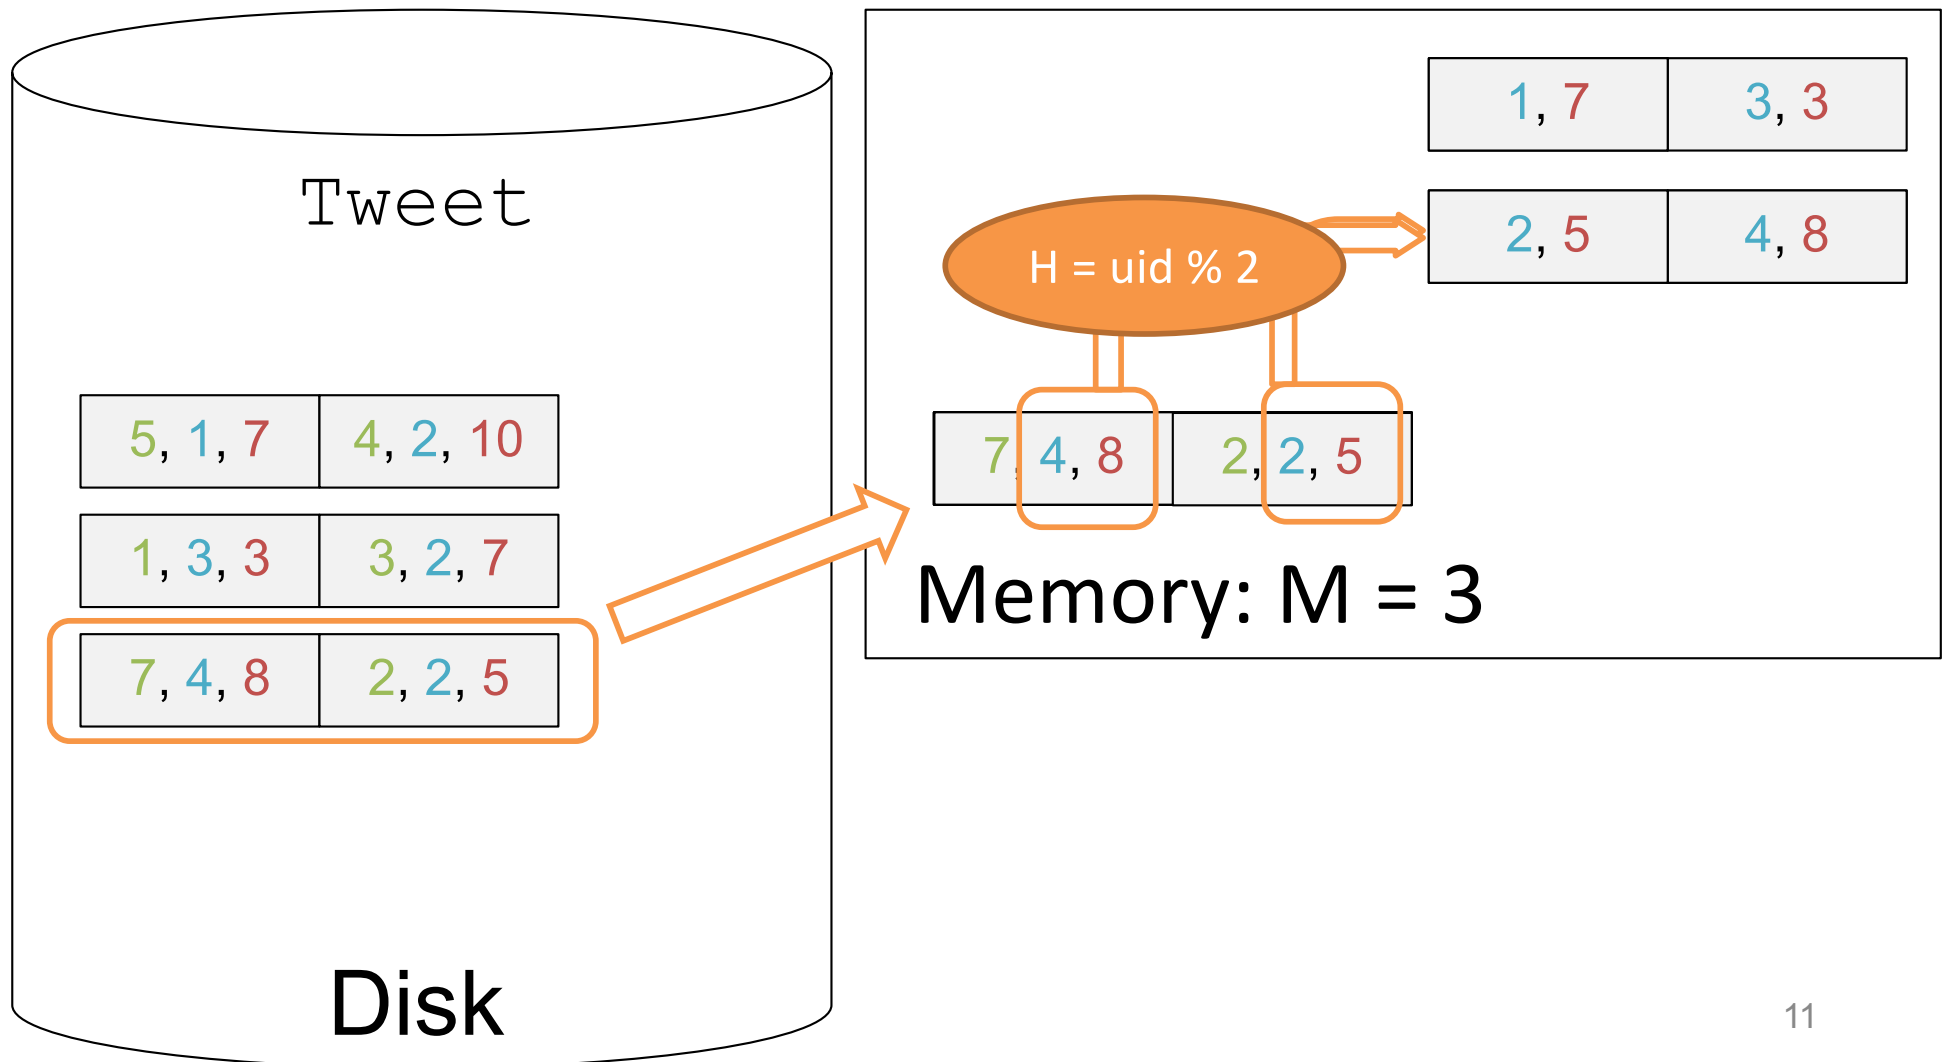 Tweet
5, 1, 7 4, 2, 10
1, 3, 3 3, 2, 7
7, 4, 8 2, 2, 5
Disk
1, 7 3, 3
2, 5 4, 8
H = uid % 2
7, 4, 8 2, 2, 5
Memory: M = 3
11